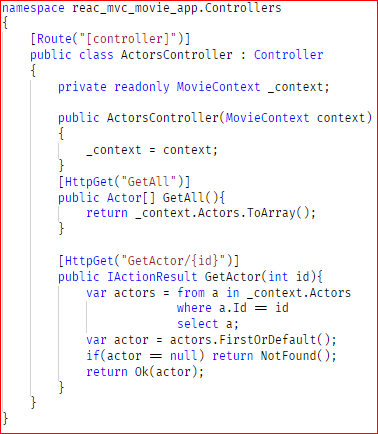 namespace reac_mvc_movie_app.Controllers
{
    [Route("[controller]")]
    public class ActorsController : Controller
    {
        private readonly MovieContext _context;

        public ActorsController(MovieContext context)
        {
            _context = context;
        }
        [HttpGet("GetAll")]
        public Actor[] GetAll(){
            return _context.Actors.ToArray();
        }

        [HttpGet("GetActor/{id}")]
        public IActionResult GetActor(int id){
            var actors = from a in _context.Actors
                         where a.Id == id
                         select a;
            var actor = actors.FirstOrDefault();
            if(actor == null) return NotFound();
            return Ok(actor);
        }
    }
}